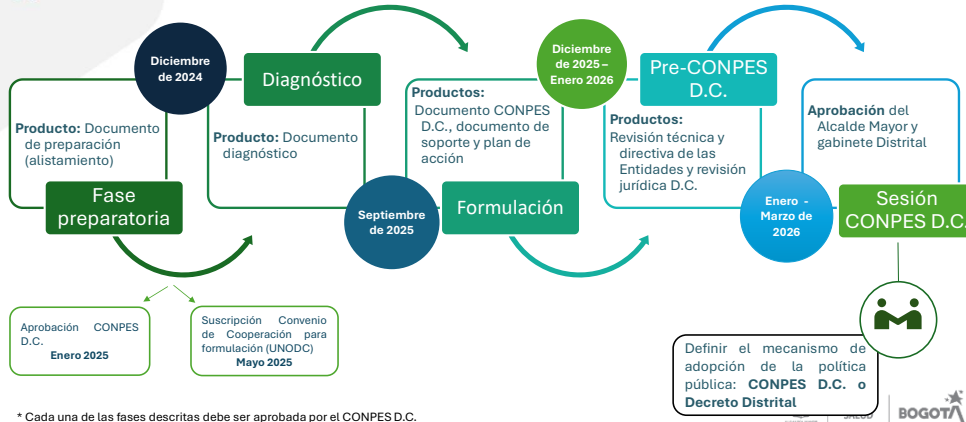 Diciembre
de 2024
Producto: Documento
de preparación
(alistamiento)
Fase
preparatoria
Diagnóstico
Producto: Documento
diagnóstico
Septiembre
de 2025
Productos:
Documento CONPES
D.C., documento de
soporte y plan de
acción
Formulación
Diciembre
de 2025 –
Enero 2026
Pre-CONPES
D.C.
Productos:
Revisión técnica y
directiva de las
Entidades y revisión
jurídica D.C.
Enero -
Marzo de
2026
Aprobación del
Alcalde Mayor y
gabinete Distrital
Sesión
CONPES D.C.
Aprobación CONPES
D.C.
Enero 2025
Suscripción Convenio
de Cooperación para
formulación (UNODC)
Mayo 2025
Definir el mecanismo de
adopción de la política
pública: CONPES D.C. o
Decreto Distrital
* Cada una de las fases descritas debe ser aprobada por el CONPES D.C.
SALUD
BOGOTÁ